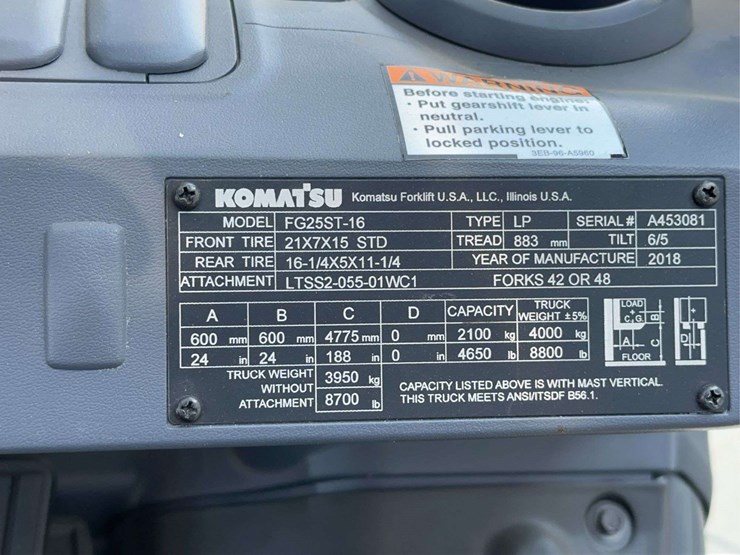 WARNING
Before starting engine:
· Put gearshift lever in
neutral.
· Pull parking lever to
locked position.
3EB-96-A5960
KOMATSU Komatsu Forklift U.S.A., LLC., Illinois U.S.A.
MODEL FG25ST-16 TYPE LP SERIAL# A453081
FRONT TIRE 21X7X15 STD TREAD 883 mm TILT 6/5
REAR TIRE 16-1/4X5X11-1/4 YEAR OF MANUFACTURE 2018
ATTACHMENT LTSS2-055-01WC1 FORKS 42 OR 48
A B C D CAPACITY TRUCK WEIGHT ±5%
600 mm 600 mm 4775 mm 0 mm 2100 kg 4000 kg
24 in 24 in 188 in 0 in 4650 lb 8800 lb
LOAD
C.G.
B
A
C
D
FLOOR
TRUCK WEIGHT WITHOUT ATTACHMENT 3950 kg
8700 lb
CAPACITY LISTED ABOVE IS WITH MAST VERTICAL.
THIS TRUCK MEETS ANSI/ITSDF B56.1.